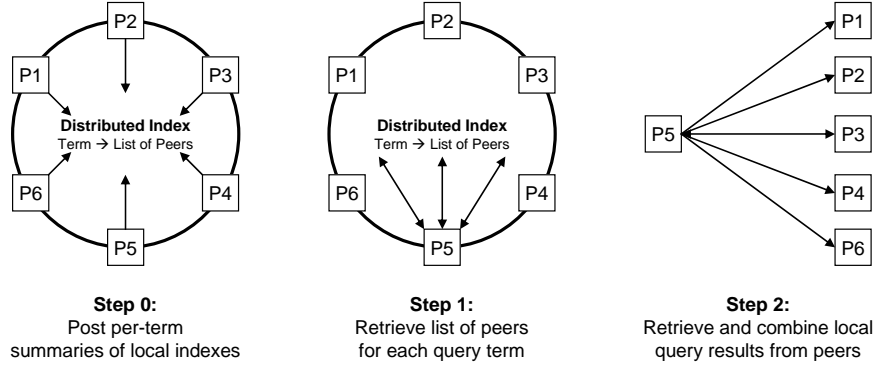 P2
P1
P3
Distributed Index
Term → List of Peers
P6
P4
P5
Step 0:
Post per-term
summaries of local indexes
P2
P1
P3
Distributed Index
Term → List of Peers
P6
P4
P5
Step 1:
Retrieve list of peers
for each query term
P1
P2
P5
P3
P4
P6
Step 2:
Retrieve and combine local
query results from peers